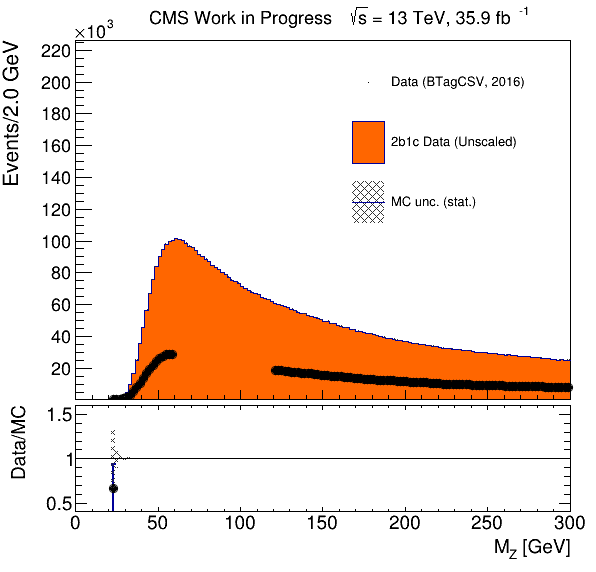 CMS Work in Progress √s = 13 TeV, 35.9 fb⁻¹
×10³
Events/2.0 GeV
220
200
180
160
140
120
100
80
60
40
20
Data (BTagCSV, 2016)
2b1c Data (Unscaled)
MC unc. (stat.)
Data/MC
1.5
1
0.5
0 50 100 150 200 250 300
M_Z [GeV]